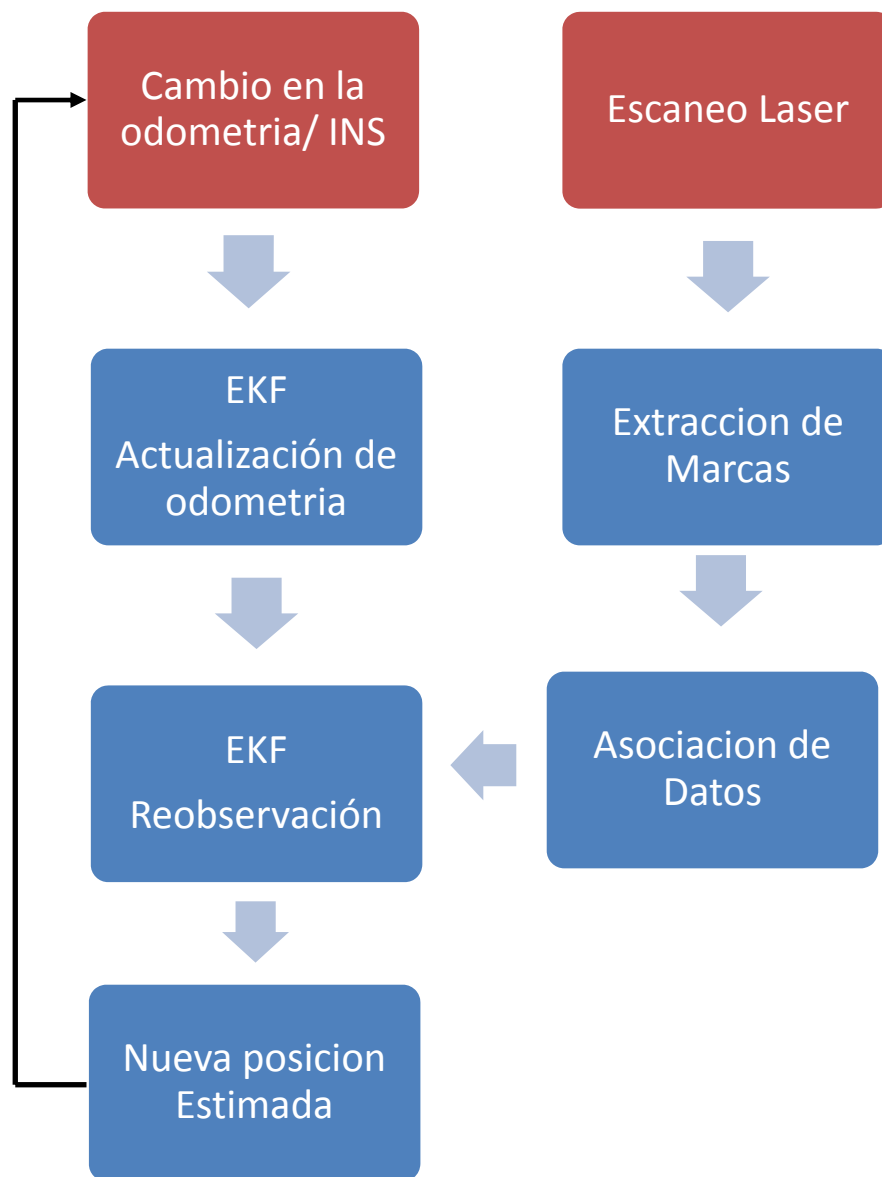 Cambio en la
odometria/ INS
Escaneo Laser
EKF
Actualización de
odometria
Extraccion de
Marcas
EKF
Reobservación
Asociacion de
Datos
Nueva posicion
Estimada